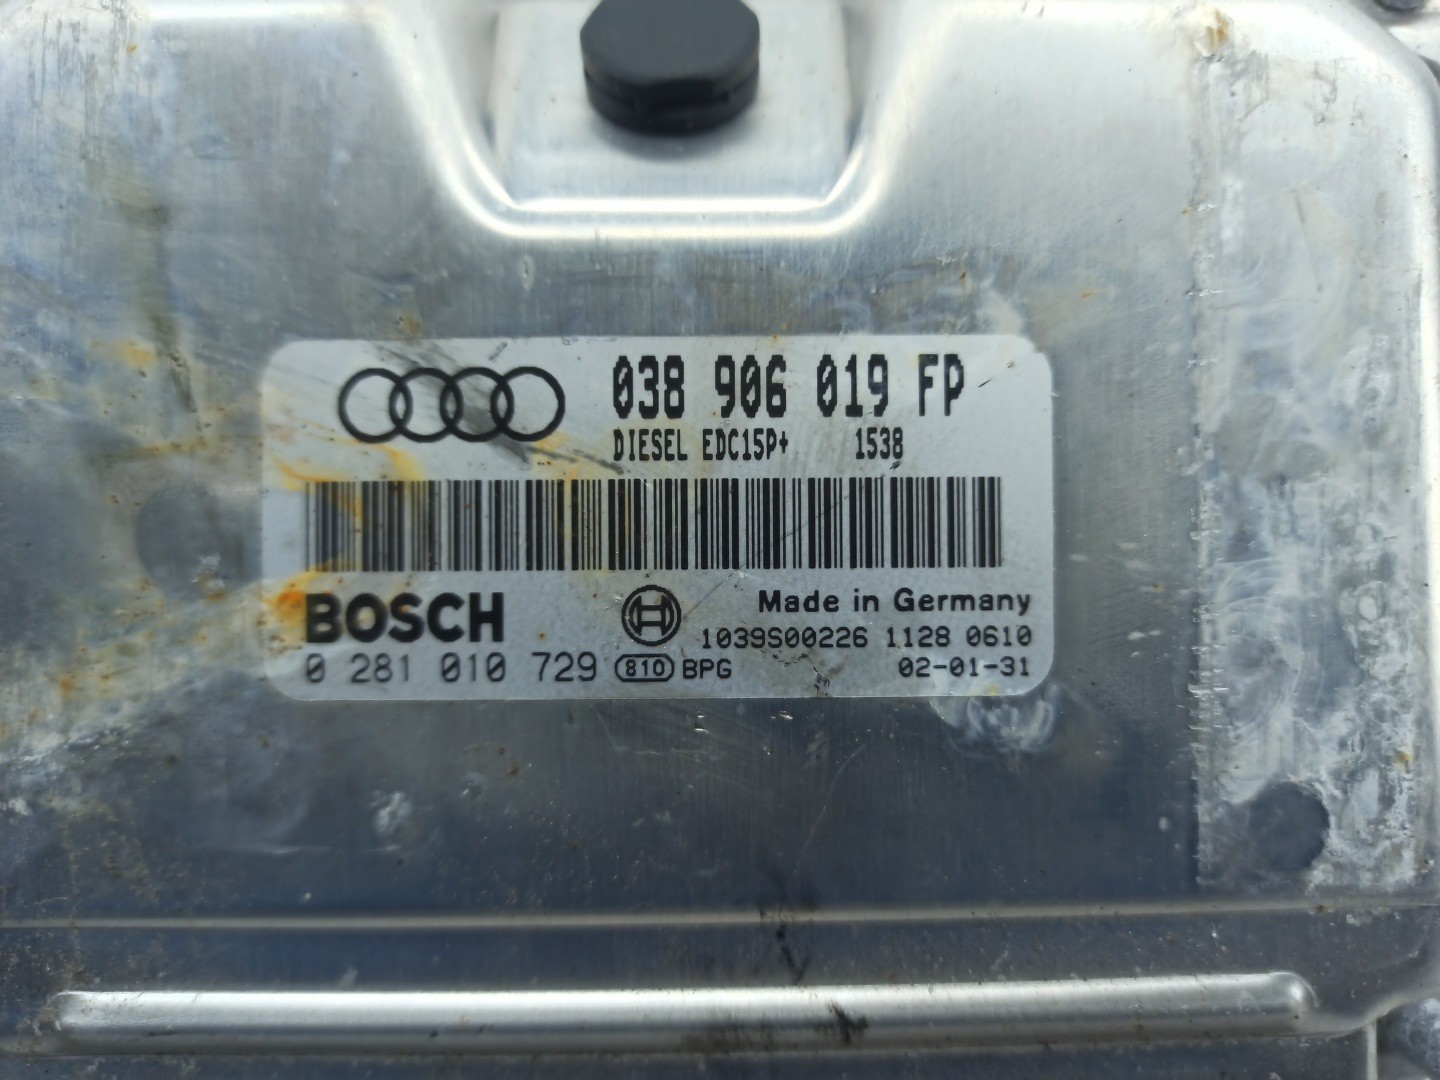 038 906 019 FP
DIESEL EDC15P+ 1538
BOSCH
Made in Germany
1039S00226 1128 0610
0 281 010 729 810 BPG 02-01-31